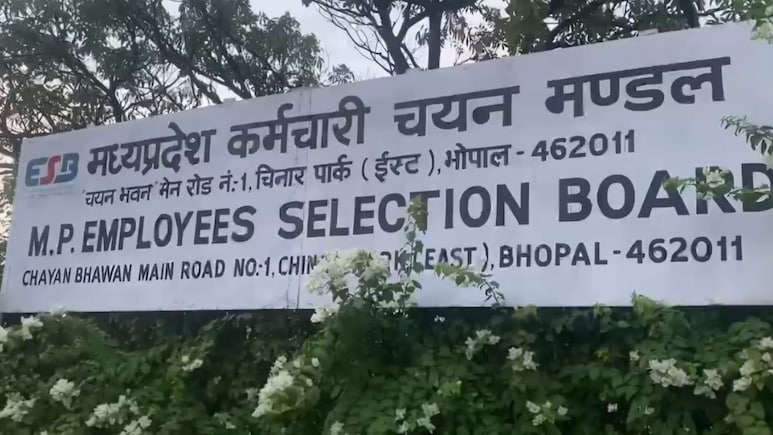 ESB मध्यप्रदेश कर्मचारी चयन मण्डल
"चयन भवन" मेन रोड नं.-1, चिनार पार्क ( ईस्ट ), भोपाल - 462011
M.P. EMPLOYEES SELECTION BOARD
CHAYAN BHAWAN MAIN ROAD NO.-1, (EAST), BHOPAL - 462011